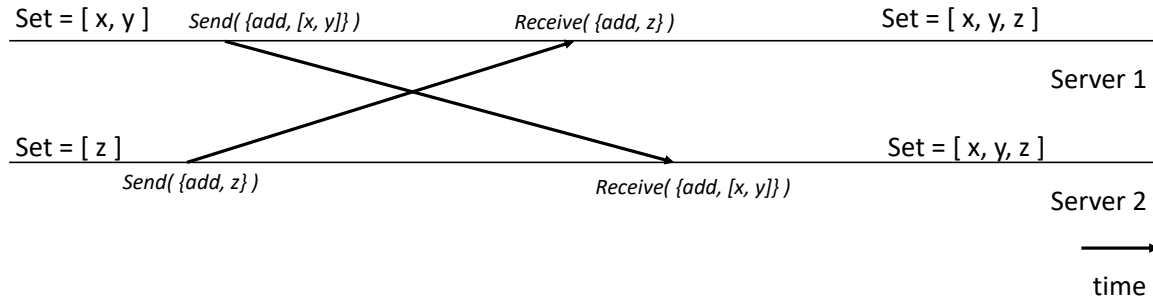 Set = [ x, y ] Send( {add, [x, y]} ) Receive( {add, z} ) Set = [ x, y, z ]
Server 1
Set = [ z ] Set = [ x, y, z ]
Send( {add, z} ) Receive( {add, [x, y]} )
Server 2
time